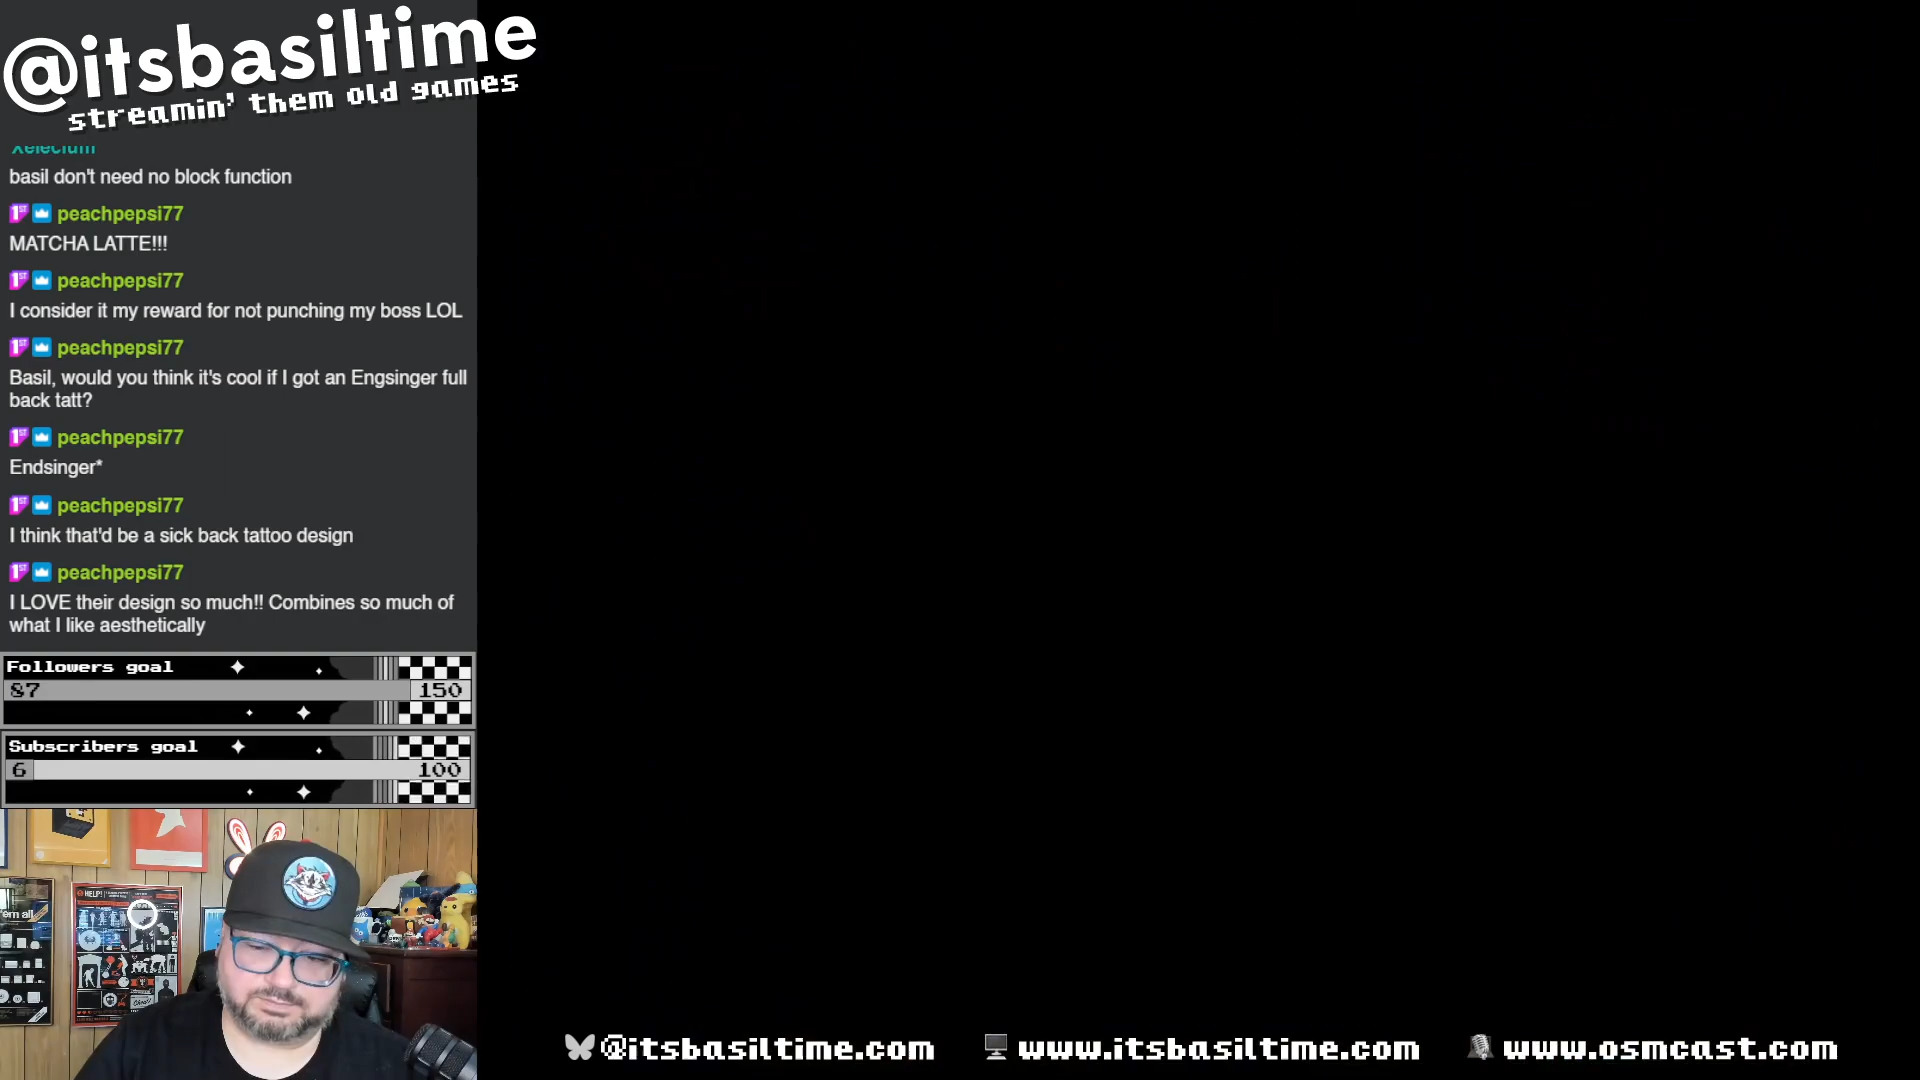 @itsbasiltime
streamin' them old games
Xelecium
basil don't need no block function
peachpepsi77
MATCHA LATTE!!!
peachpepsi77
I consider it my reward for not punching my boss LOL
peachpepsi77
Basil, would you think it's cool if I got an Engsinger full
back tatt?
peachpepsi77
Endsinger*
peachpepsi77
I think that'd be a sick back tattoo design
peachpepsi77
I LOVE their design so much!! Combines so much of
what I like aesthetically
Followers goal
87 150
Subscribers goal
6 100
em all
HELP!
@itsbasiltime.com
www.itsbasiltime.com
www.osmcast.com